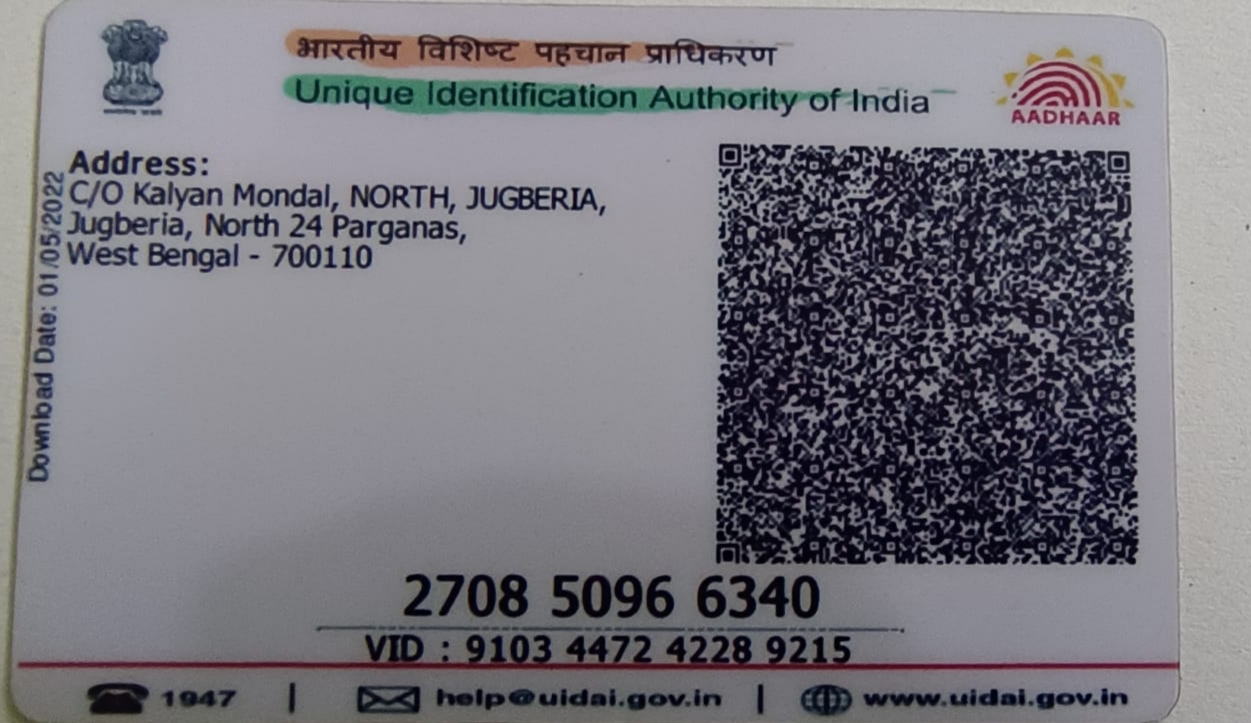 भारतीय विशिष्ट पहचान प्राधिकरण
Unique Identification Authority of India
AADHAAR
Address:
C/O Kalyan Mondal, NORTH, JUGBERIA,
Jugberia, North 24 Parganas,
West Bengal - 700110
Download Date: 01/05/2022
2708 5096 6340
VID : 9103 4472 4228 9215
1947 | help@uidai.gov.in | www.uidai.gov.in